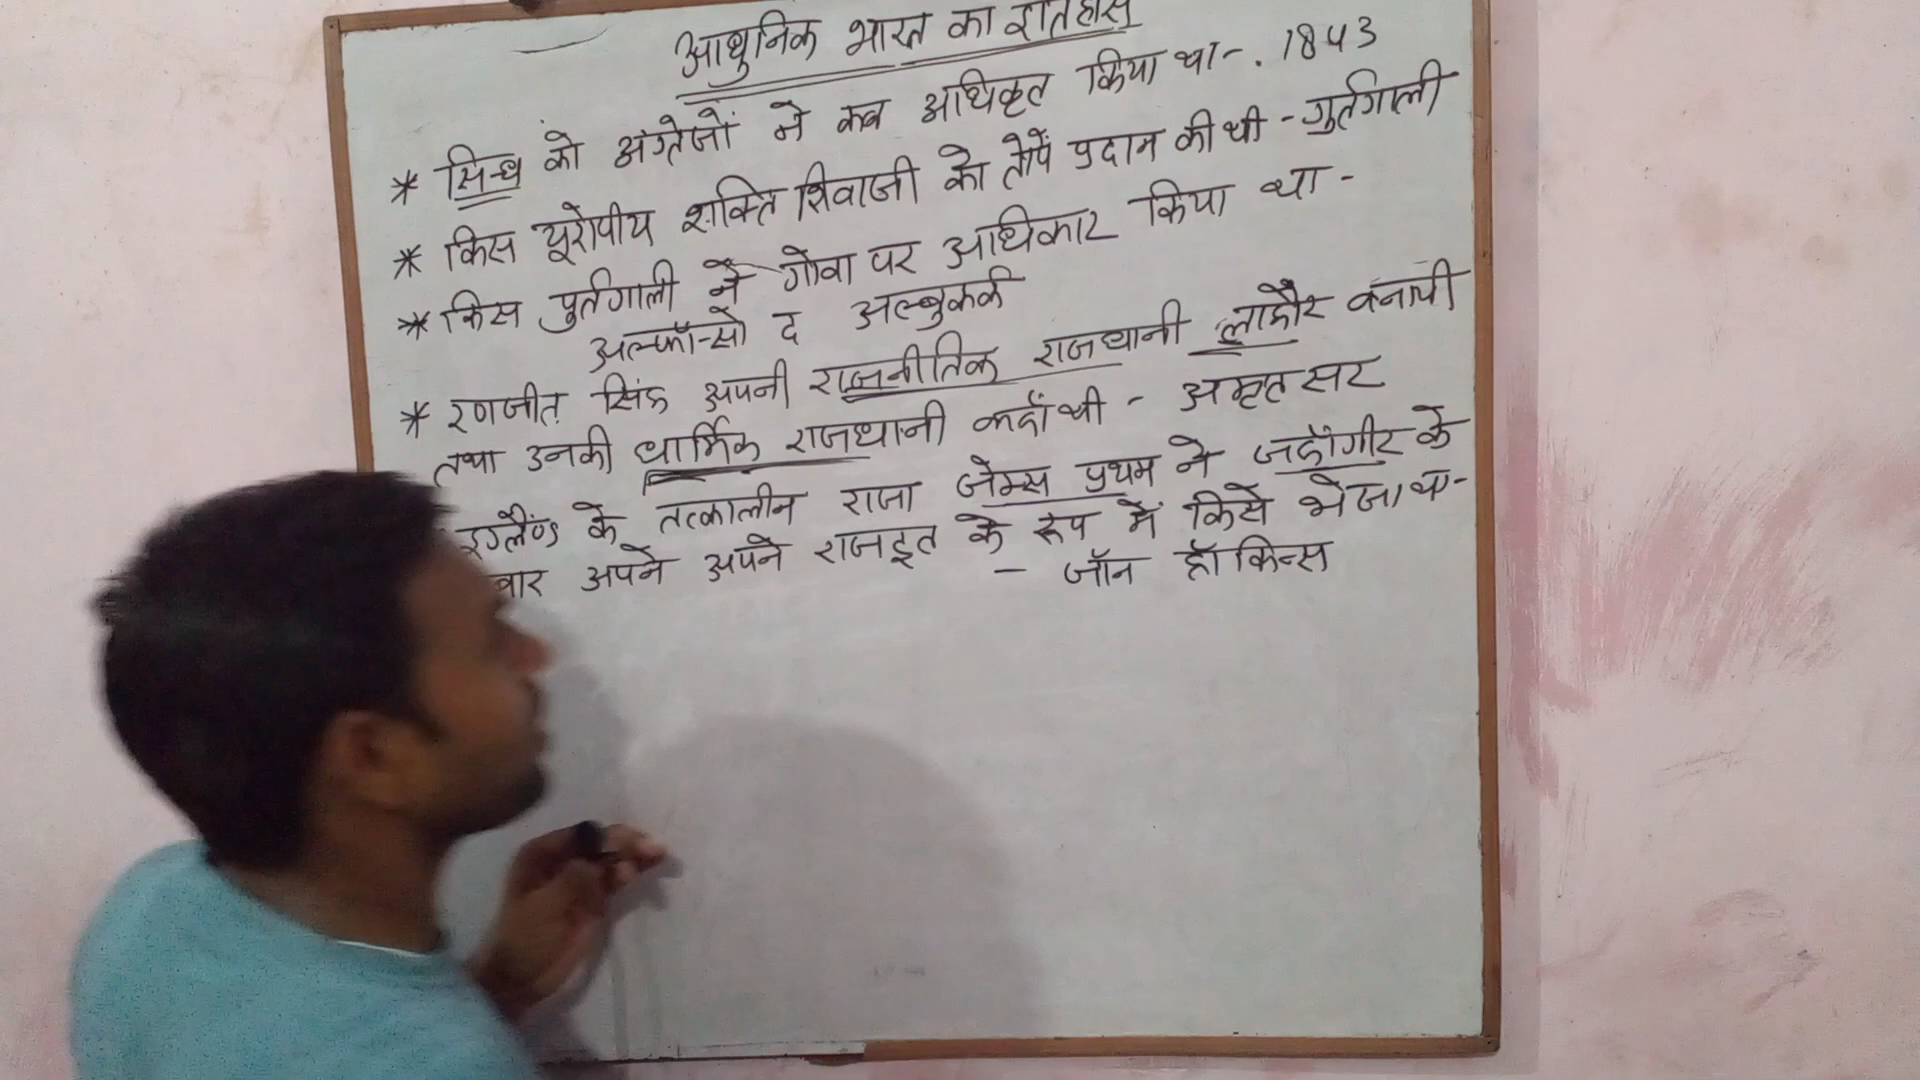 आधुनिक भारत का इतिहास
* सिन्ध को अंग्रेजों ने कब अधिकृत किया था - . 1843
* किस यूरोपीय शक्ति शिवाजी को तोपें प्रदान की थी - गुर्तगाली
* किस पुर्तगाली ने गोवा पर अधिकार किया था -
अल्फॉन्सो द अल्बुकर्क
* रणजीत सिंह अपनी राजनीतिक राजधानी लाहौर बनायी
तथा उनकी धार्मिक राजधानी कहाँ थी - अमृतसर
इंग्लैण्ड के तत्कालीन राजा जेम्स प्रथम ने जहाँगीर के
बार अपने अपने राजदूत के रूप में किसे भेजा था -
- जॉन हॉकिन्स